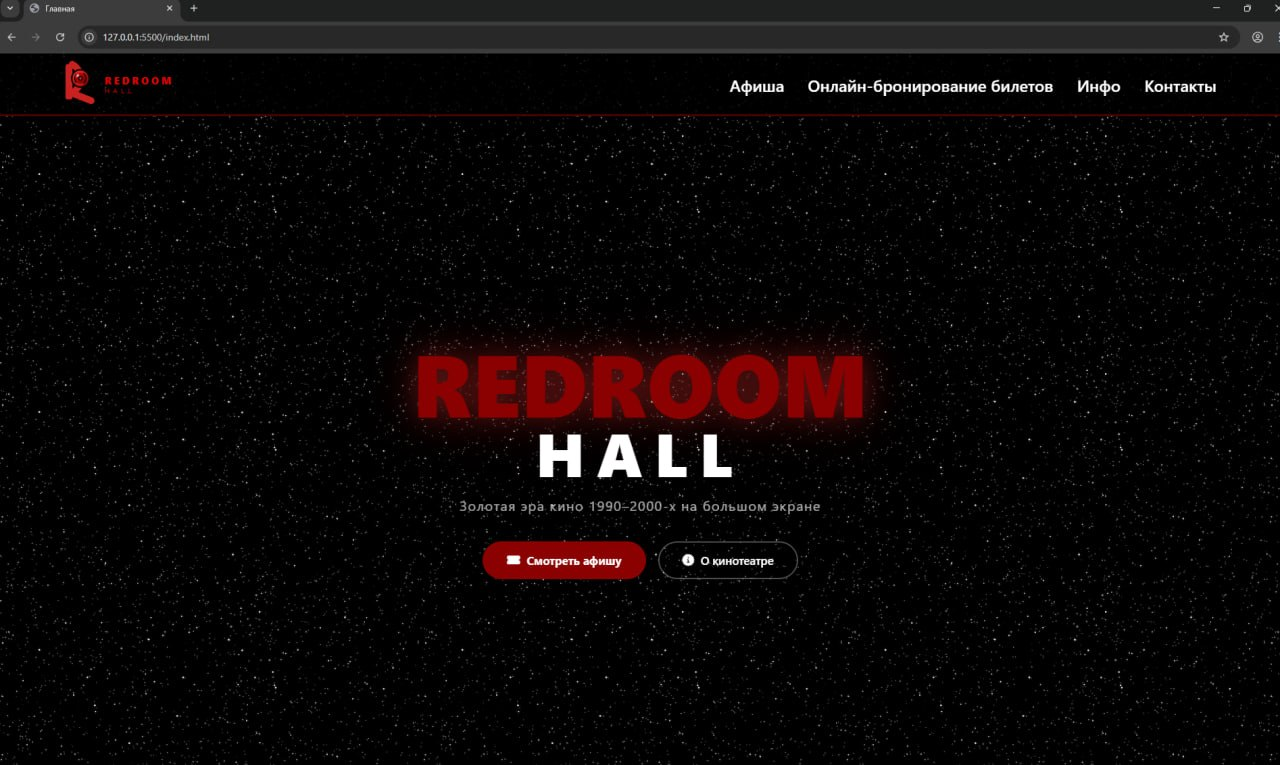 Главная
127.0.0.1:5500/index.html
REDROOM
HALL
Афиша Онлайн-бронирование билетов Инфо Контакты
REDROOM
HALL
Золотая эра кино 1990–2000-х на большом экране
Смотреть афишу О кинотеатре